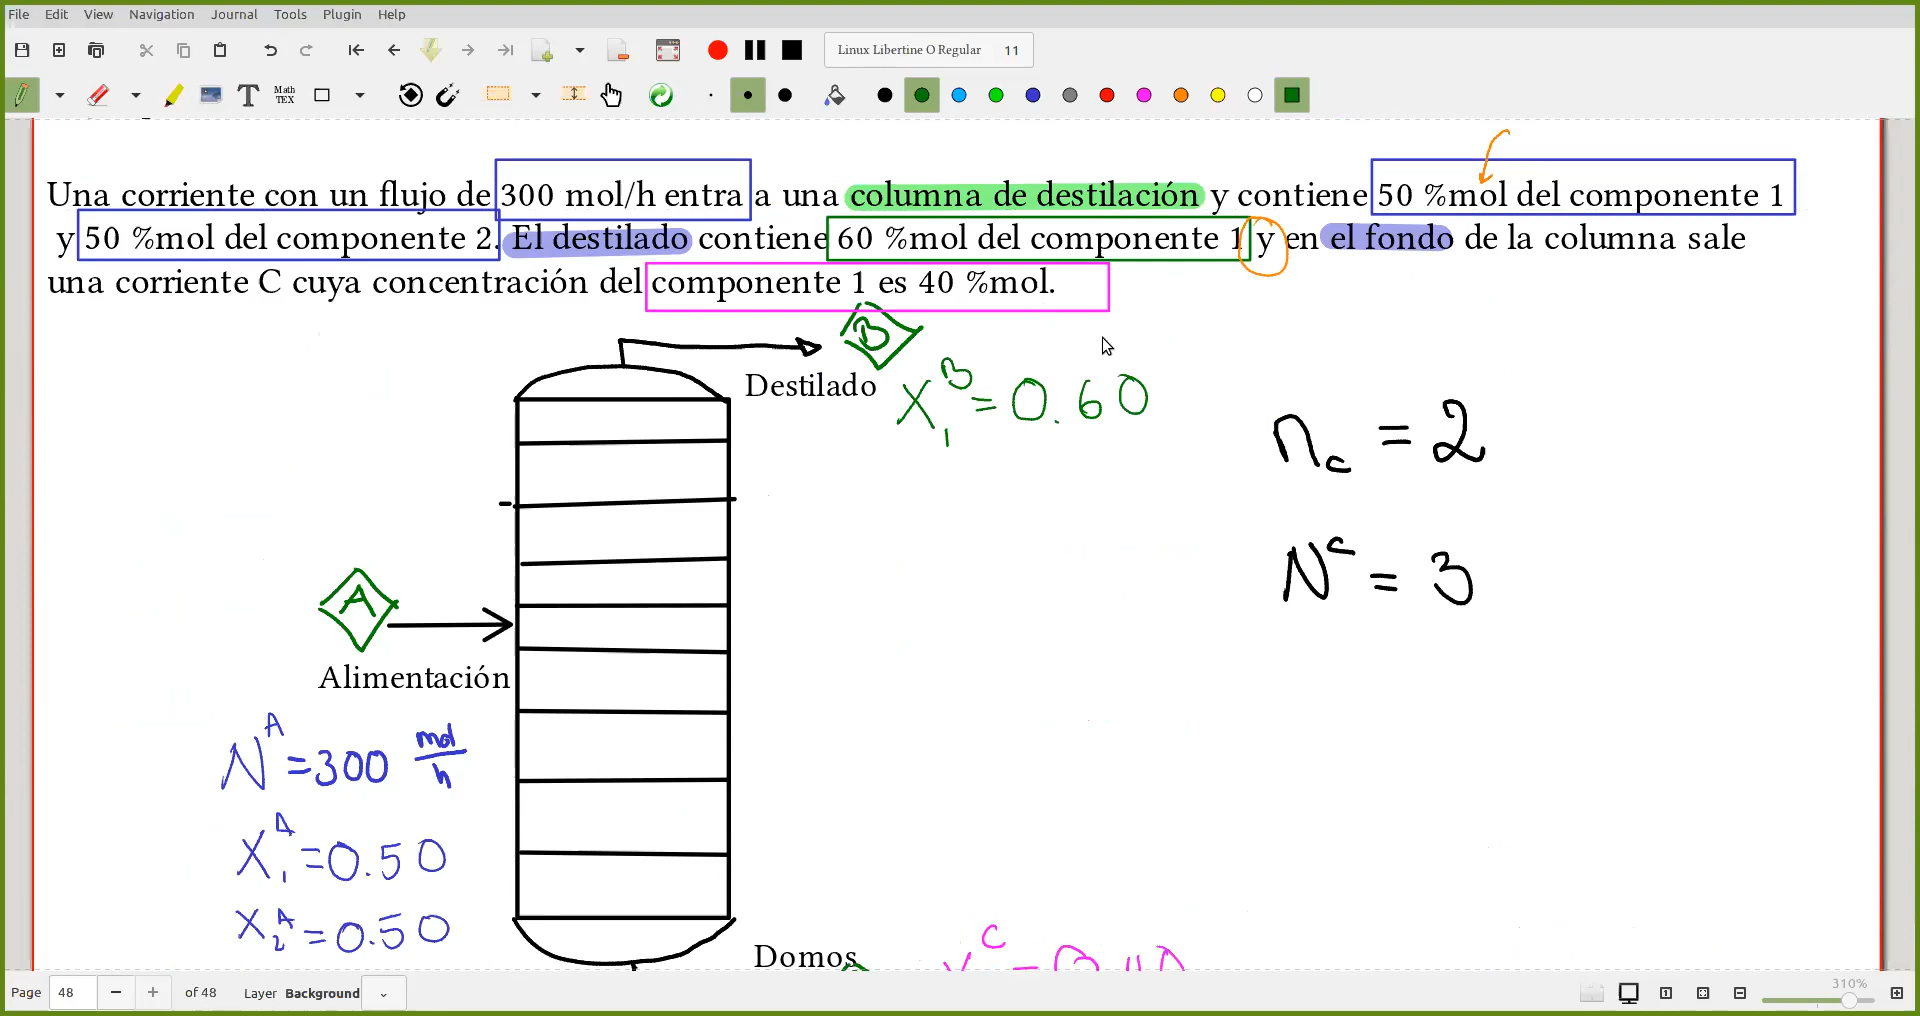 File Edit View Navigation Journal Tools Plugin Help
Linux Libertine O Regular 11
Math TEX
Una corriente con un flujo de 300 mol/h entra a una columna de destilación y contiene 50 %mol del componente 1
y 50 %mol del componente 2. El destilado contiene 60 %mol del componente 1 y en el fondo de la columna sale
una corriente C cuya concentración del componente 1 es 40 %mol.
B
Destilado
X₁ᴮ = 0.60
n_c = 2
N^c = 3
A
Alimentación
N^A = 300 mol/h
X₁^A = 0.50
X₂^A = 0.50
Domos
Page 48 of 48 Layer Background 310%